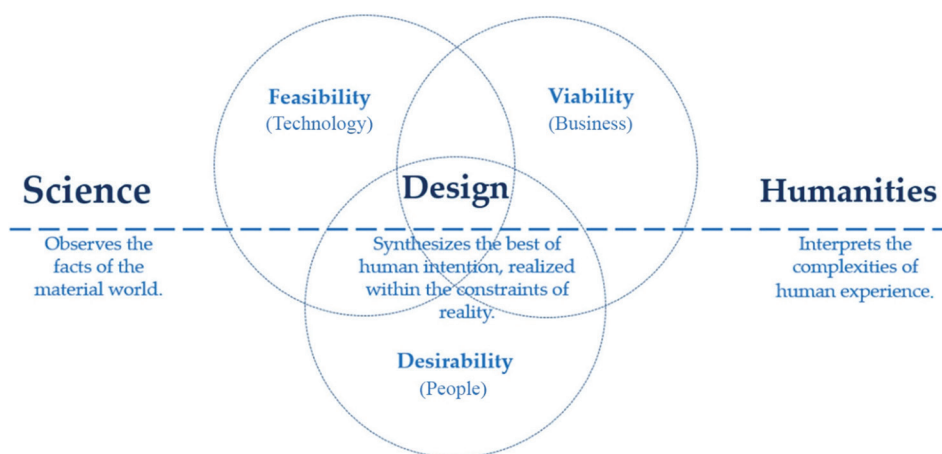 Feasibility
(Technology)
Viability
(Business)
Science
Design
Humanities
Observes the
facts of the
material world.
Synthesizes the best of
human intention, realized
within the constraints of
reality.
Interprets the
complexities of
human experience.
Desirability
(People)